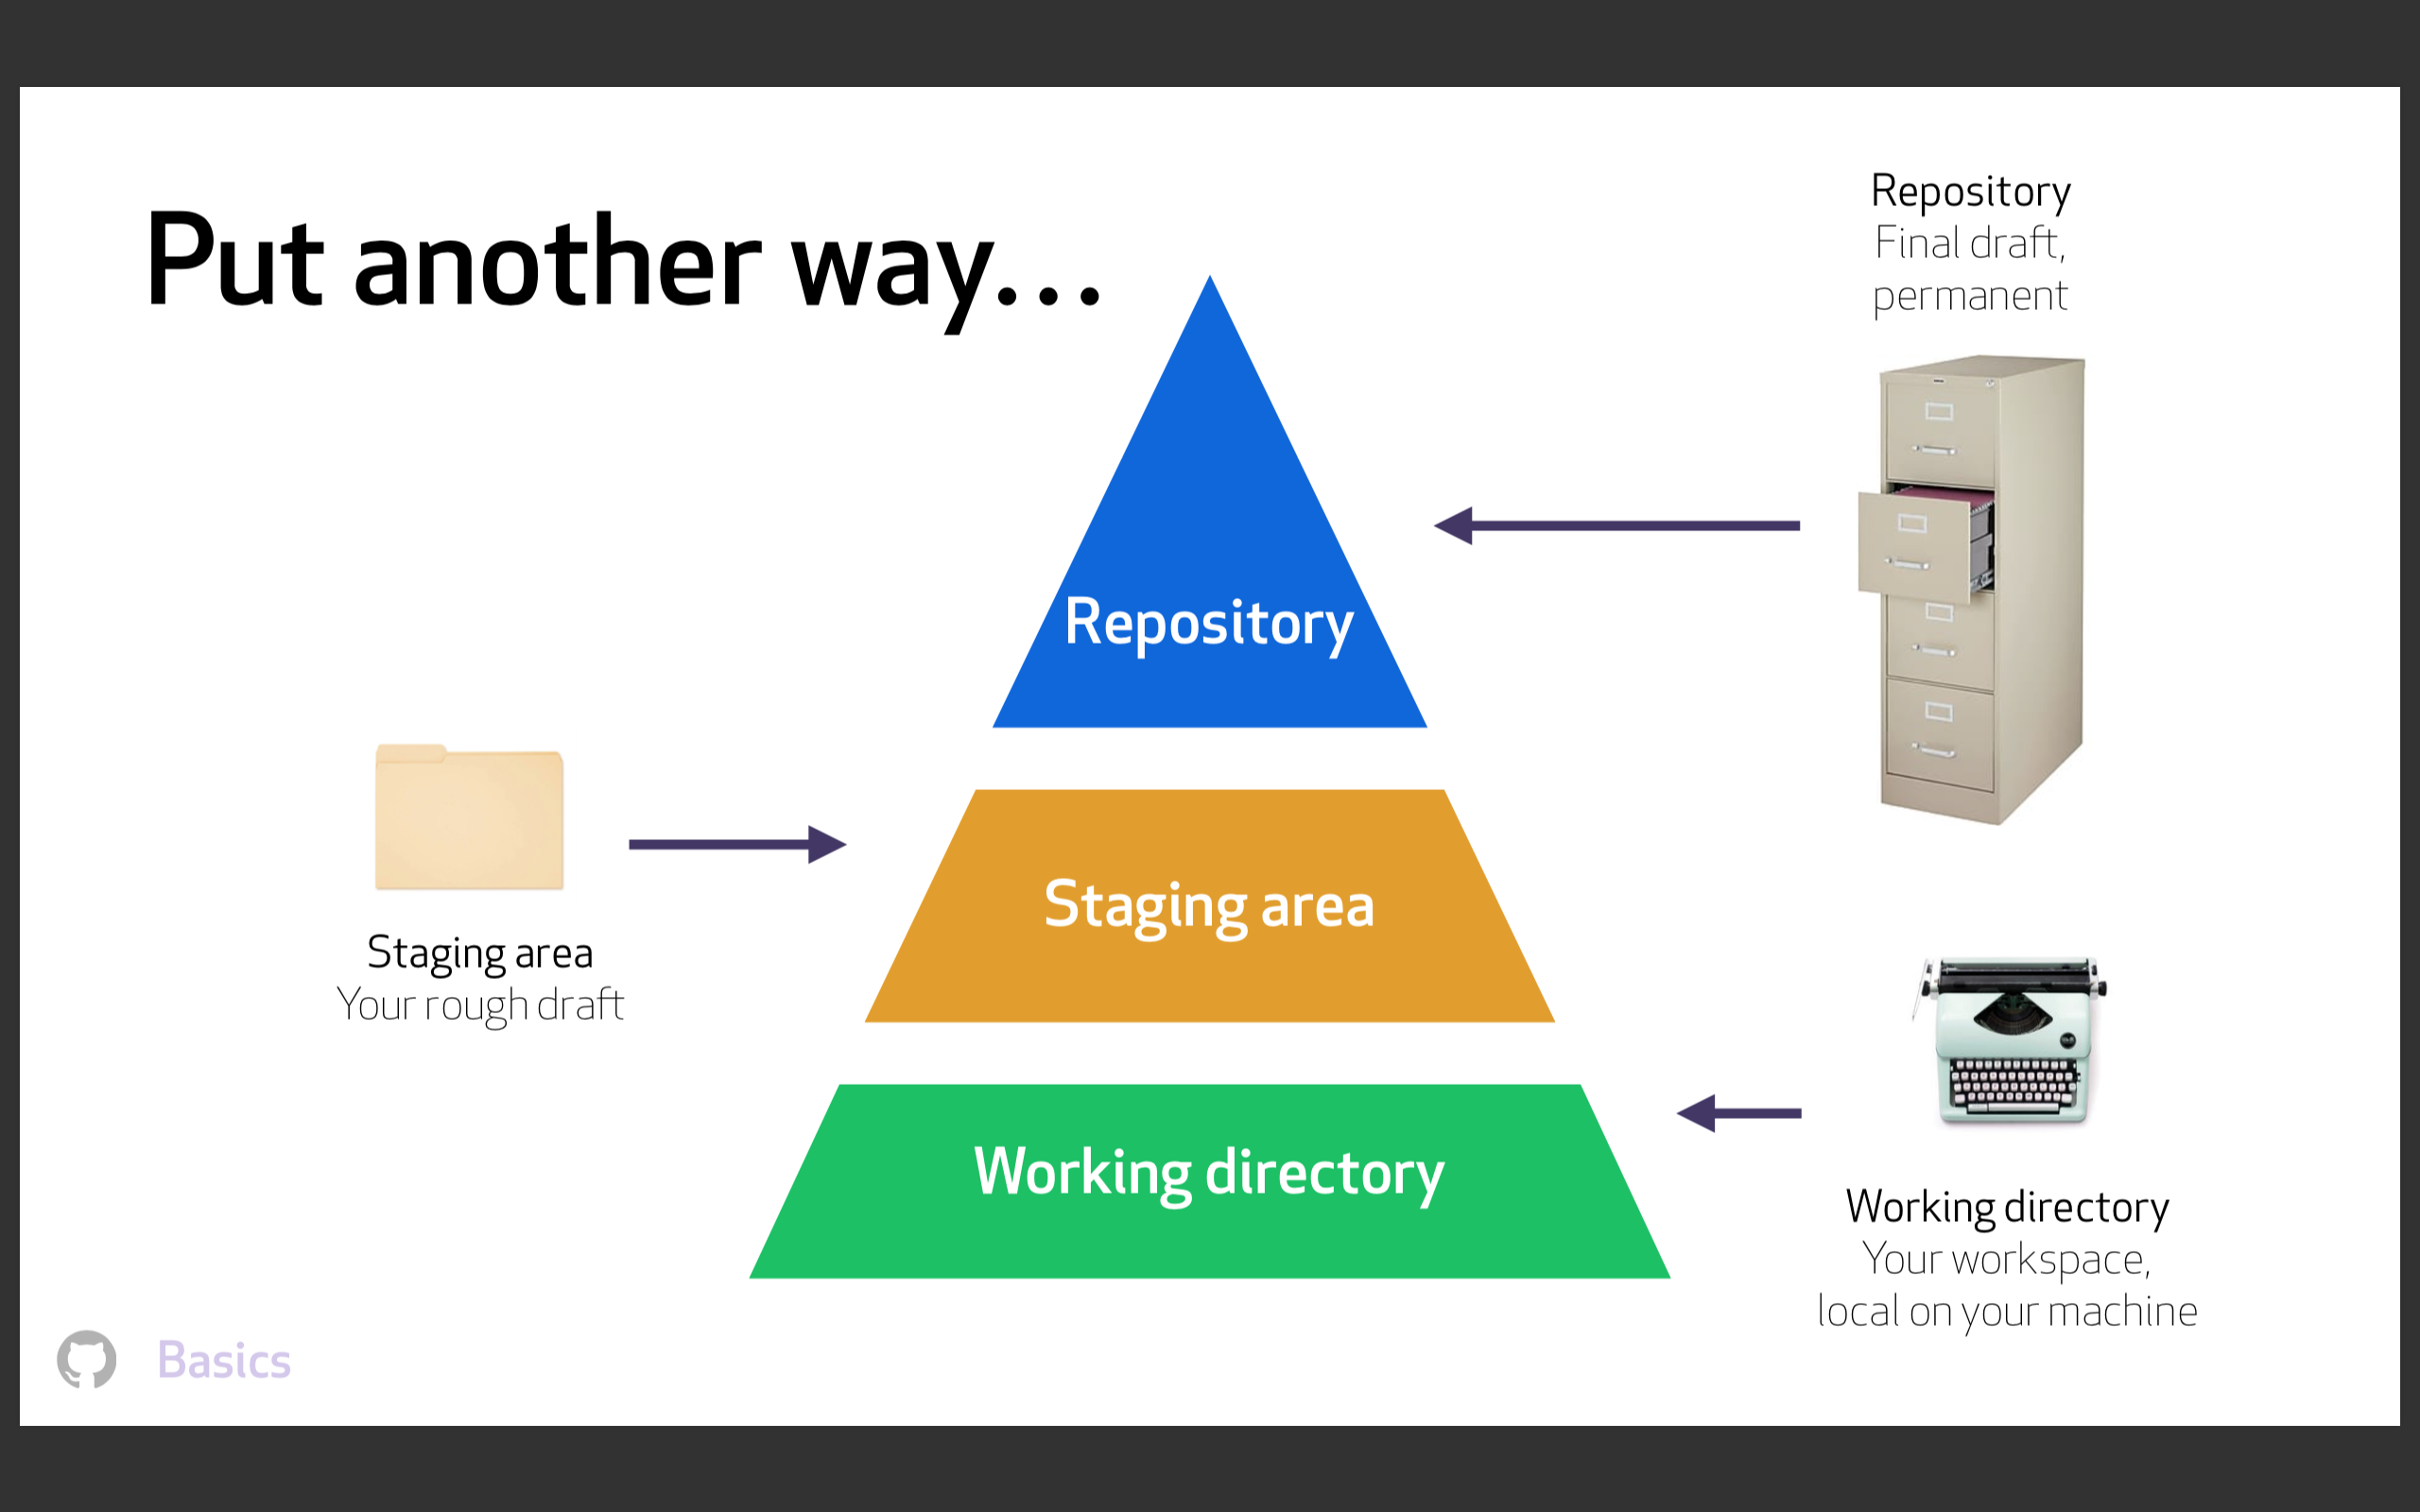 Put another way...
Repository
Final draft,
permanent
Repository
Staging area
Staging area
Your rough draft
Working directory
Working directory
Your workspace,
local on your machine
Basics